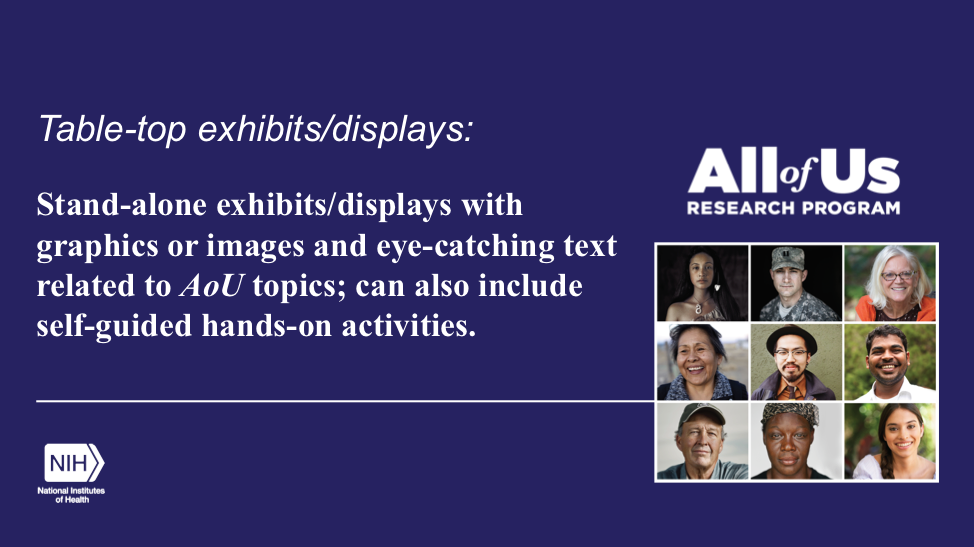 Table-top exhibits/displays:
Stand-alone exhibits/displays with
graphics or images and eye-catching text
related to AoU topics; can also include
self-guided hands-on activities.
All of Us
RESEARCH PROGRAM
NIH
National Institutes
of Health